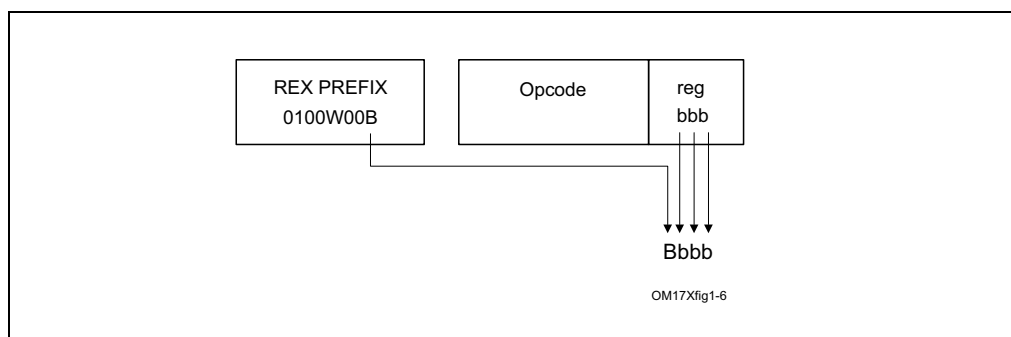 REX PREFIX
0100W00B
Opcode
reg
bbb
Bbbb
OM17Xfig1-6